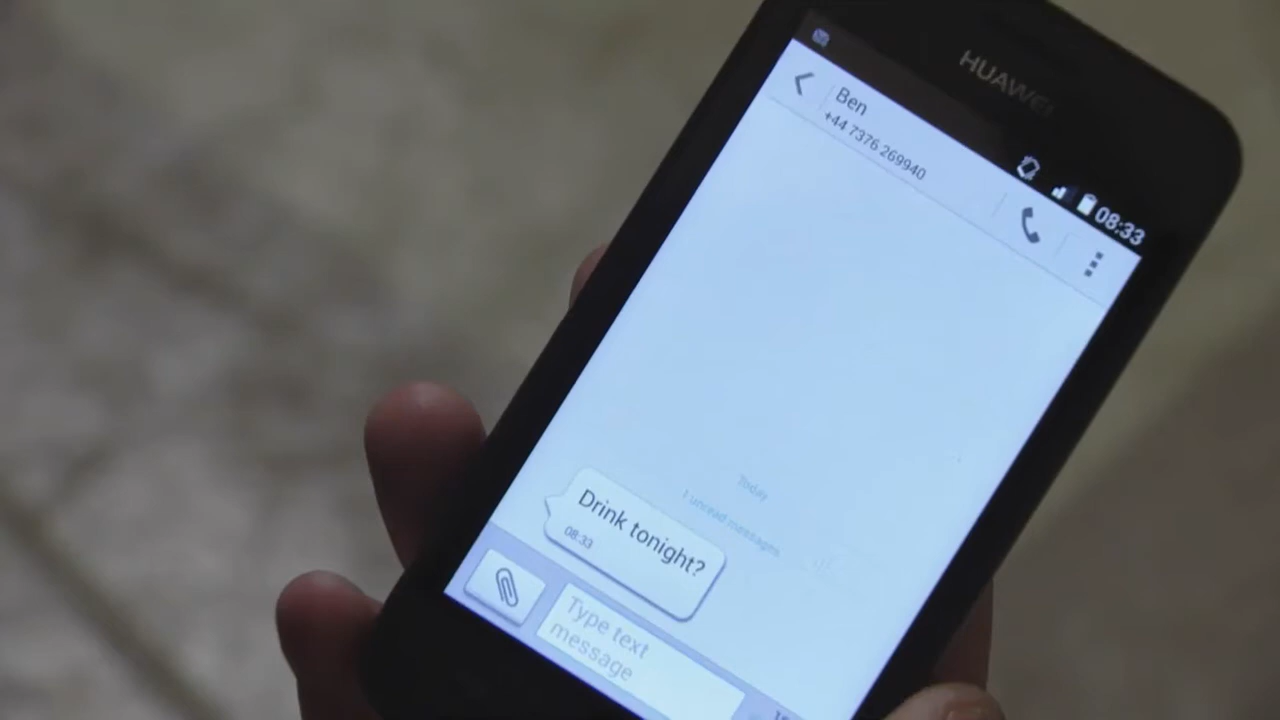 HUAWEI
08:33
Ben
+44 7376 269940
Today
1 unread messages
Drink tonight?
08:33
Type text
message